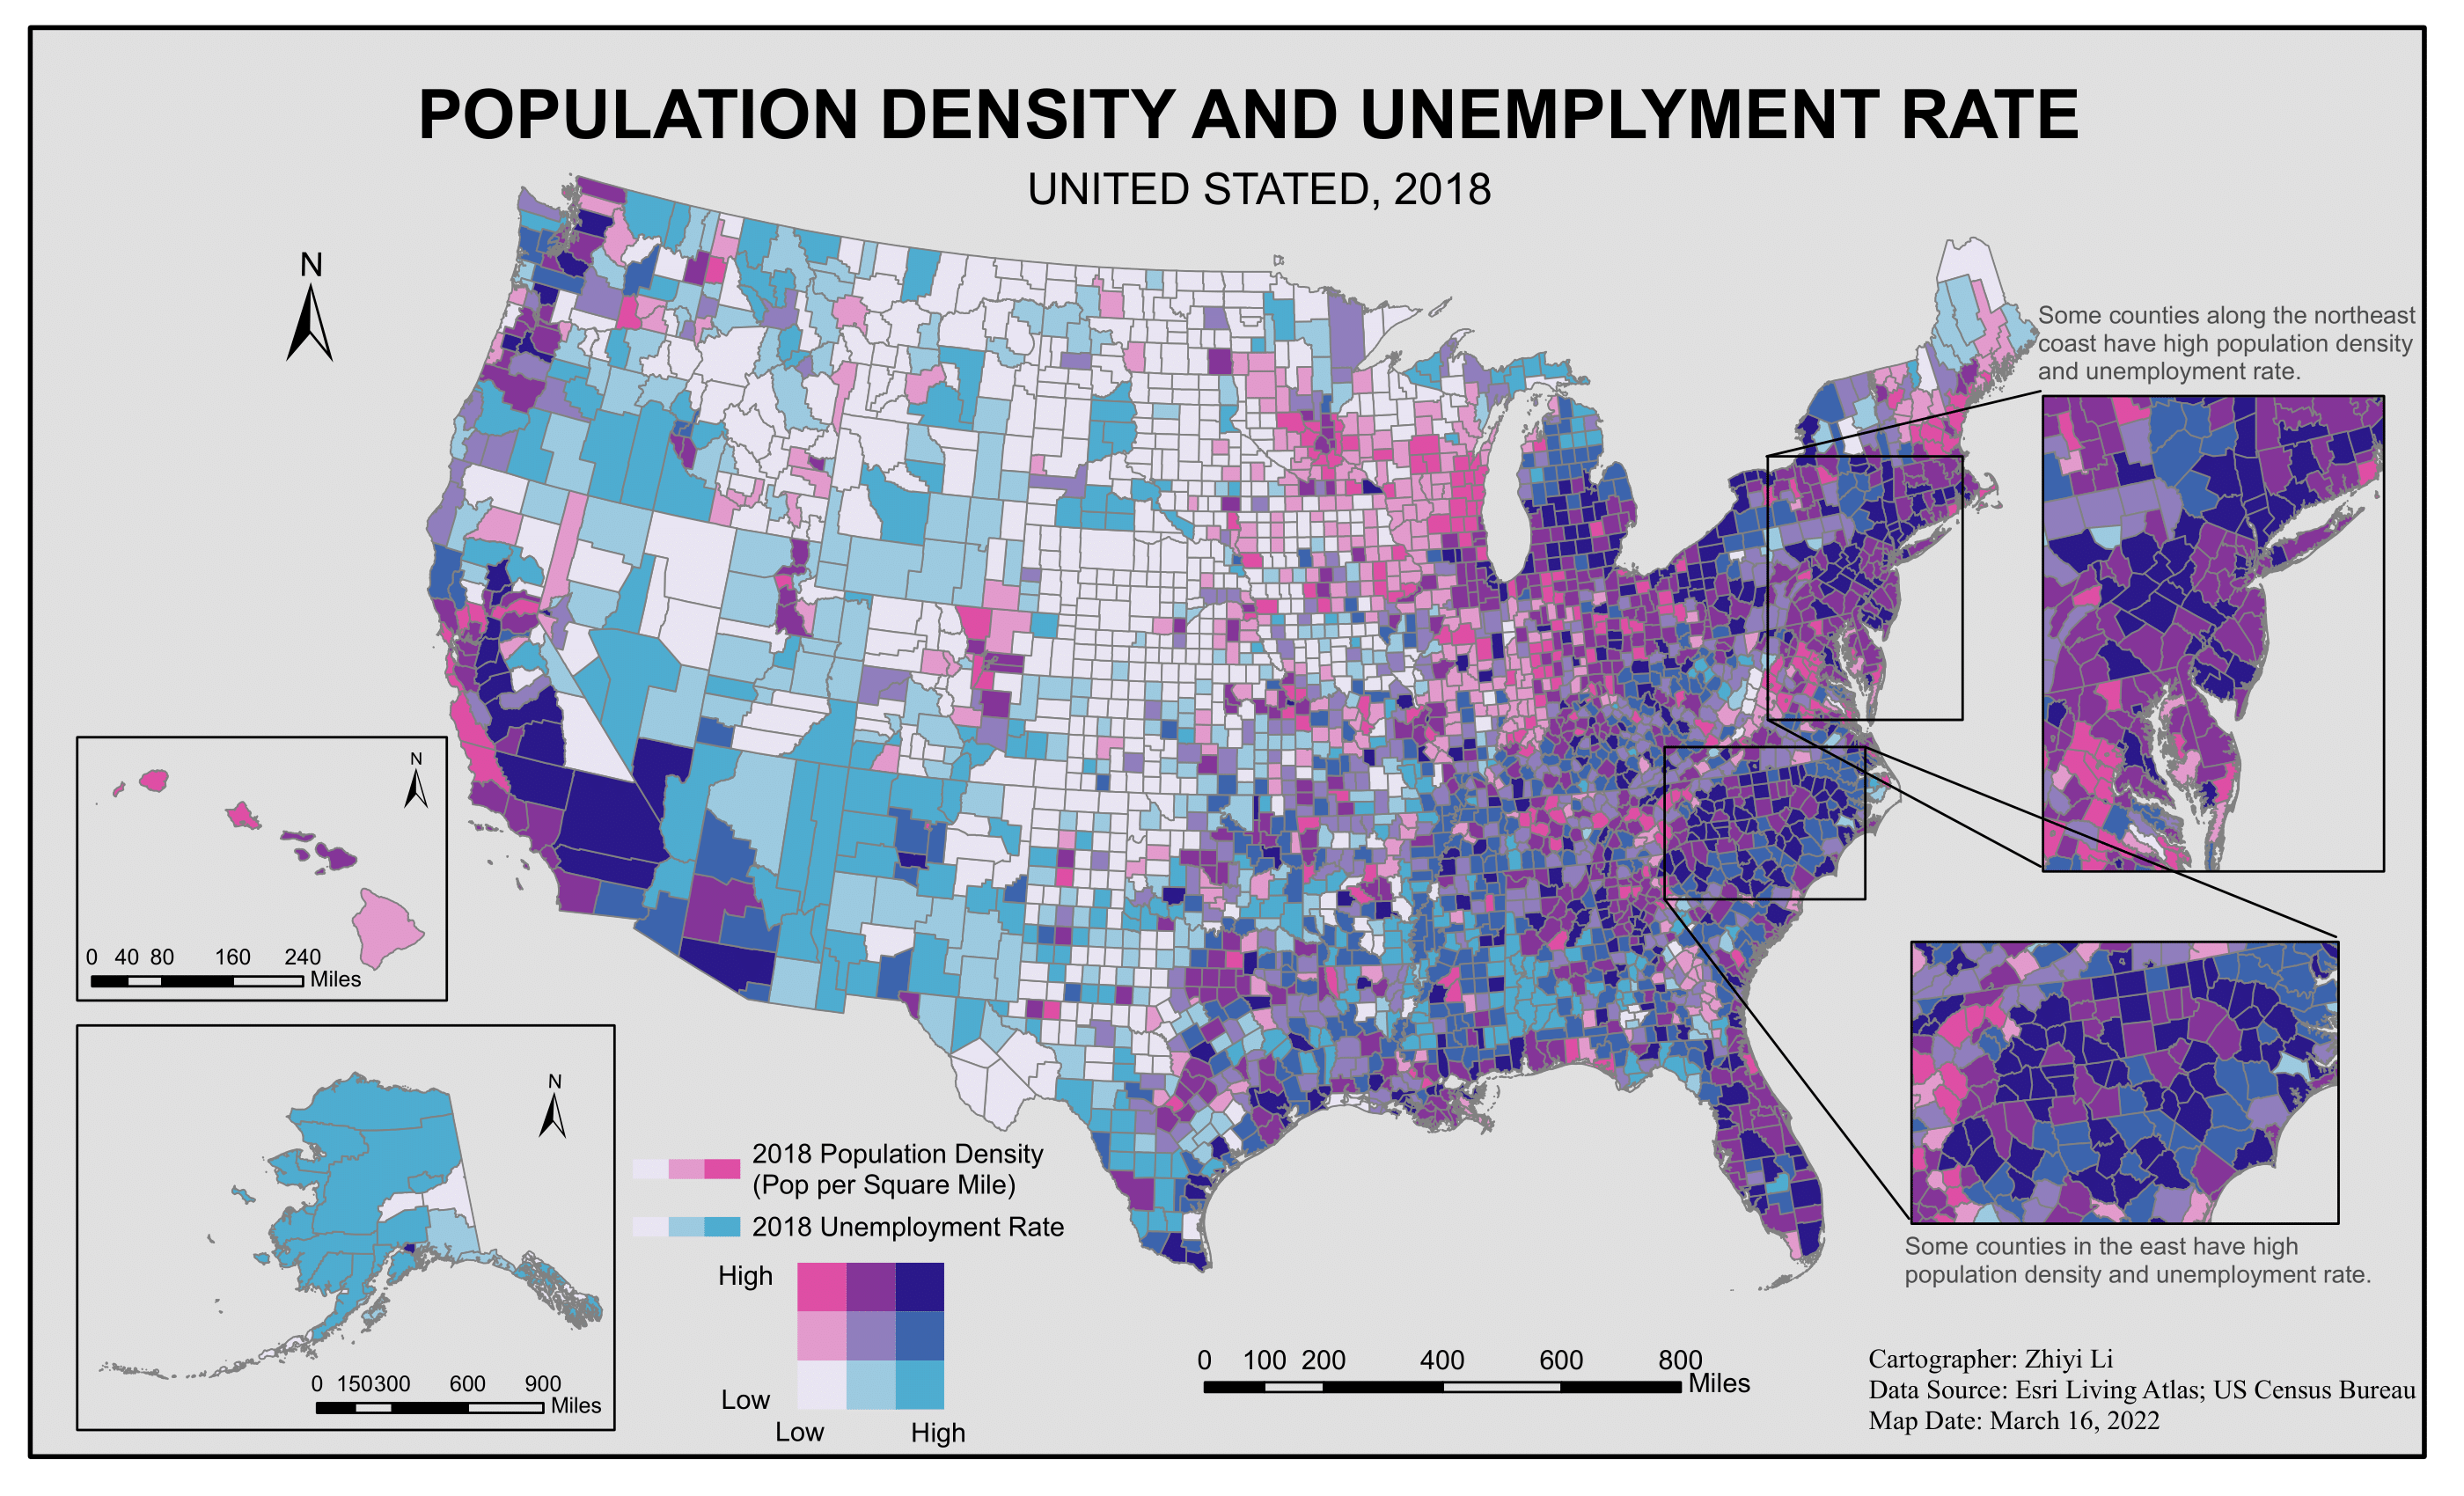 POPULATION DENSITY AND UNEMPLYMENT RATE
UNITED STATED, 2018
N
Some counties along the northeast
coast have high population density
and unemployment rate.
N
0 40 80 160 240
Miles
N
0 150 300 600 900
Miles
2018 Population Density
(Pop per Square Mile)
2018 Unemployment Rate
High
Low
Low High
0 100 200 400 600 800
Miles
Some counties in the east have high
population density and unemployment rate.
Cartographer: Zhiyi Li
Data Source: Esri Living Atlas; US Census Bureau
Map Date: March 16, 2022